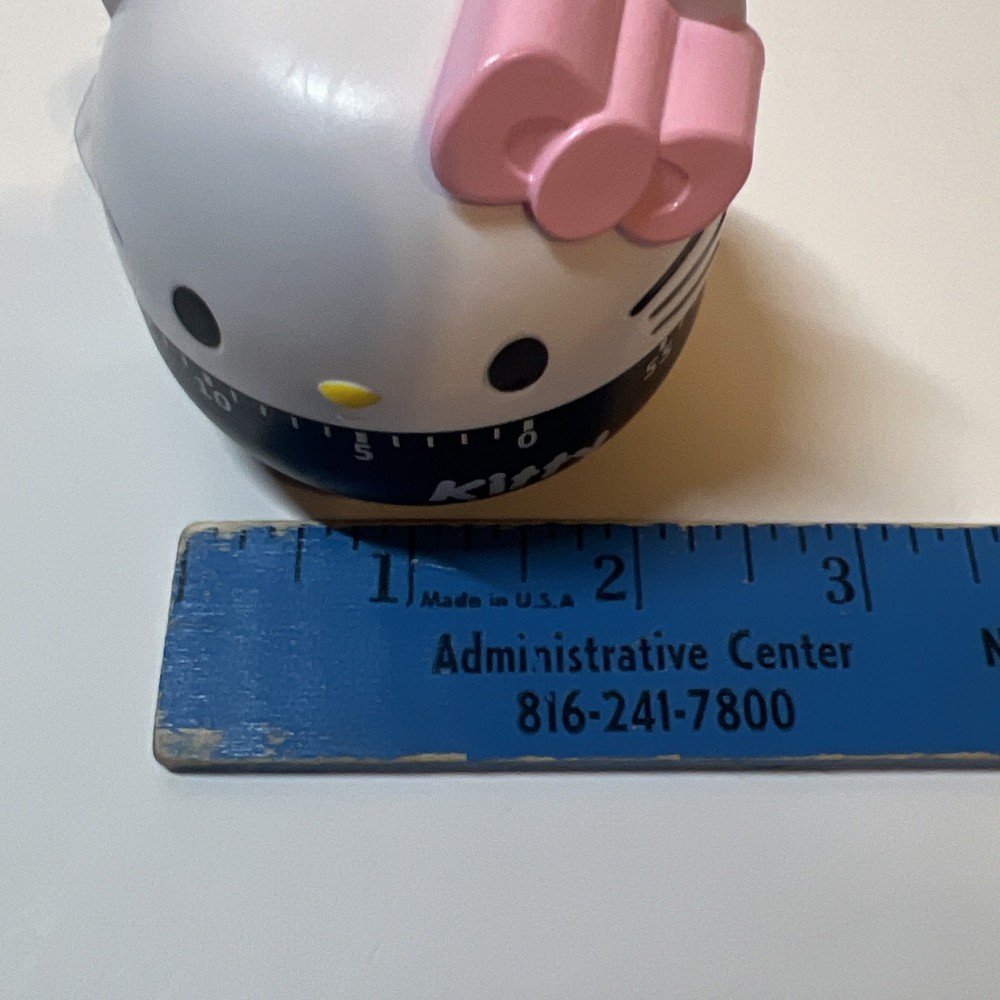 10
5
0
55
Kitty
1
2
3
Made in U.S.A
Administrative Center
N
816-241-7800